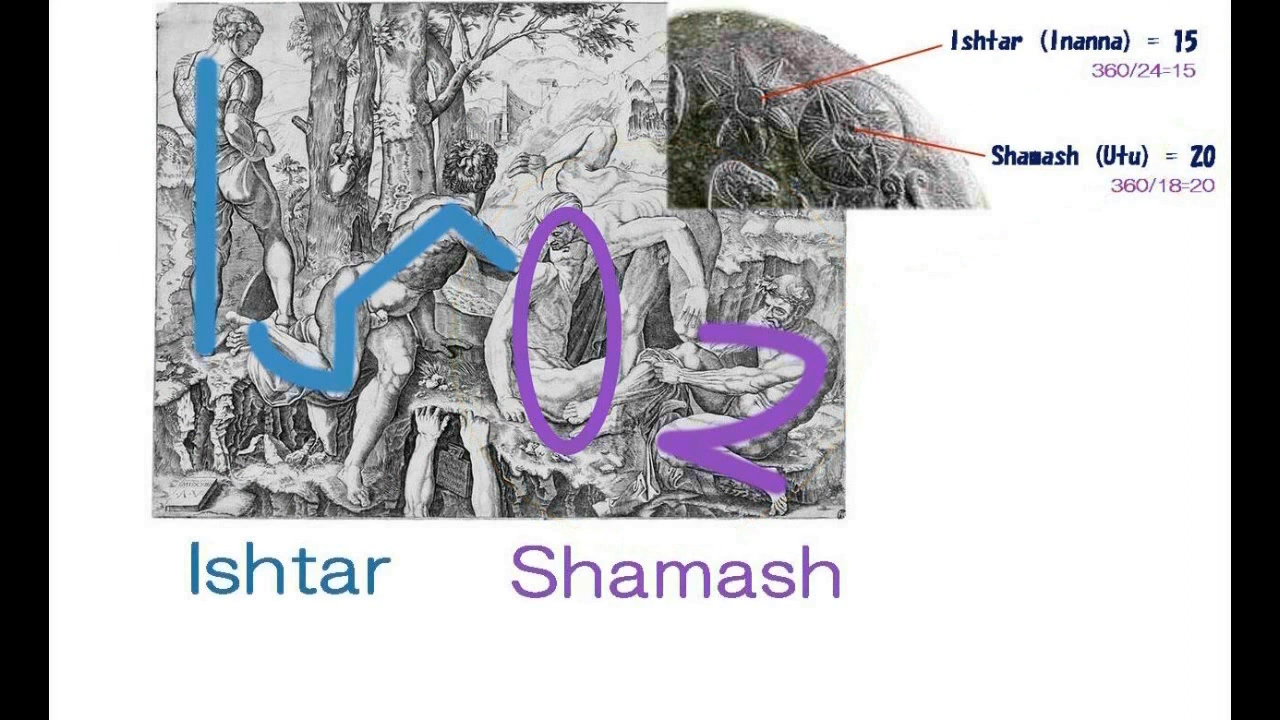 Ishtar (Inanna) = 15
360/24=15
Shamash (Utu) = 20
360/18=20
Ishtar
Shamash